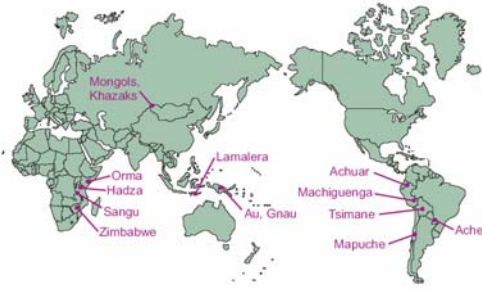 Mongols,
Khazaks
Orma
Hadza
Sangu
Zimbabwe
Lamalera
Au, Gnau
Achuar
Machiguenga
Tsimane
Ache
Mapuche